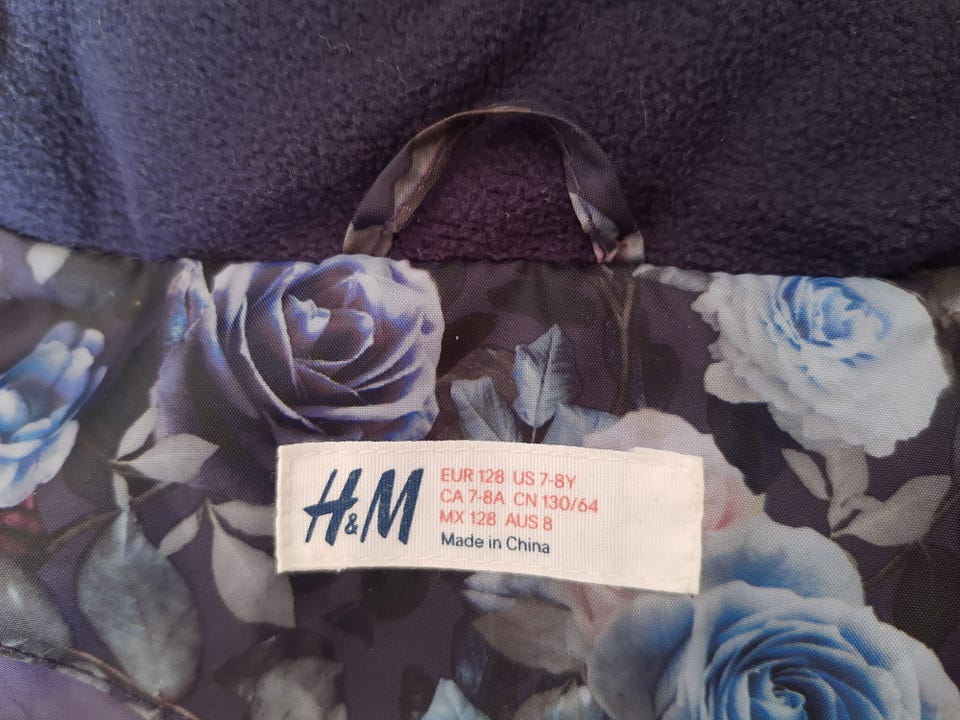 H&M
EUR 128 US 7-8Y
CA 7-8A CN 130/64
MX 128 AUS 8
Made in China